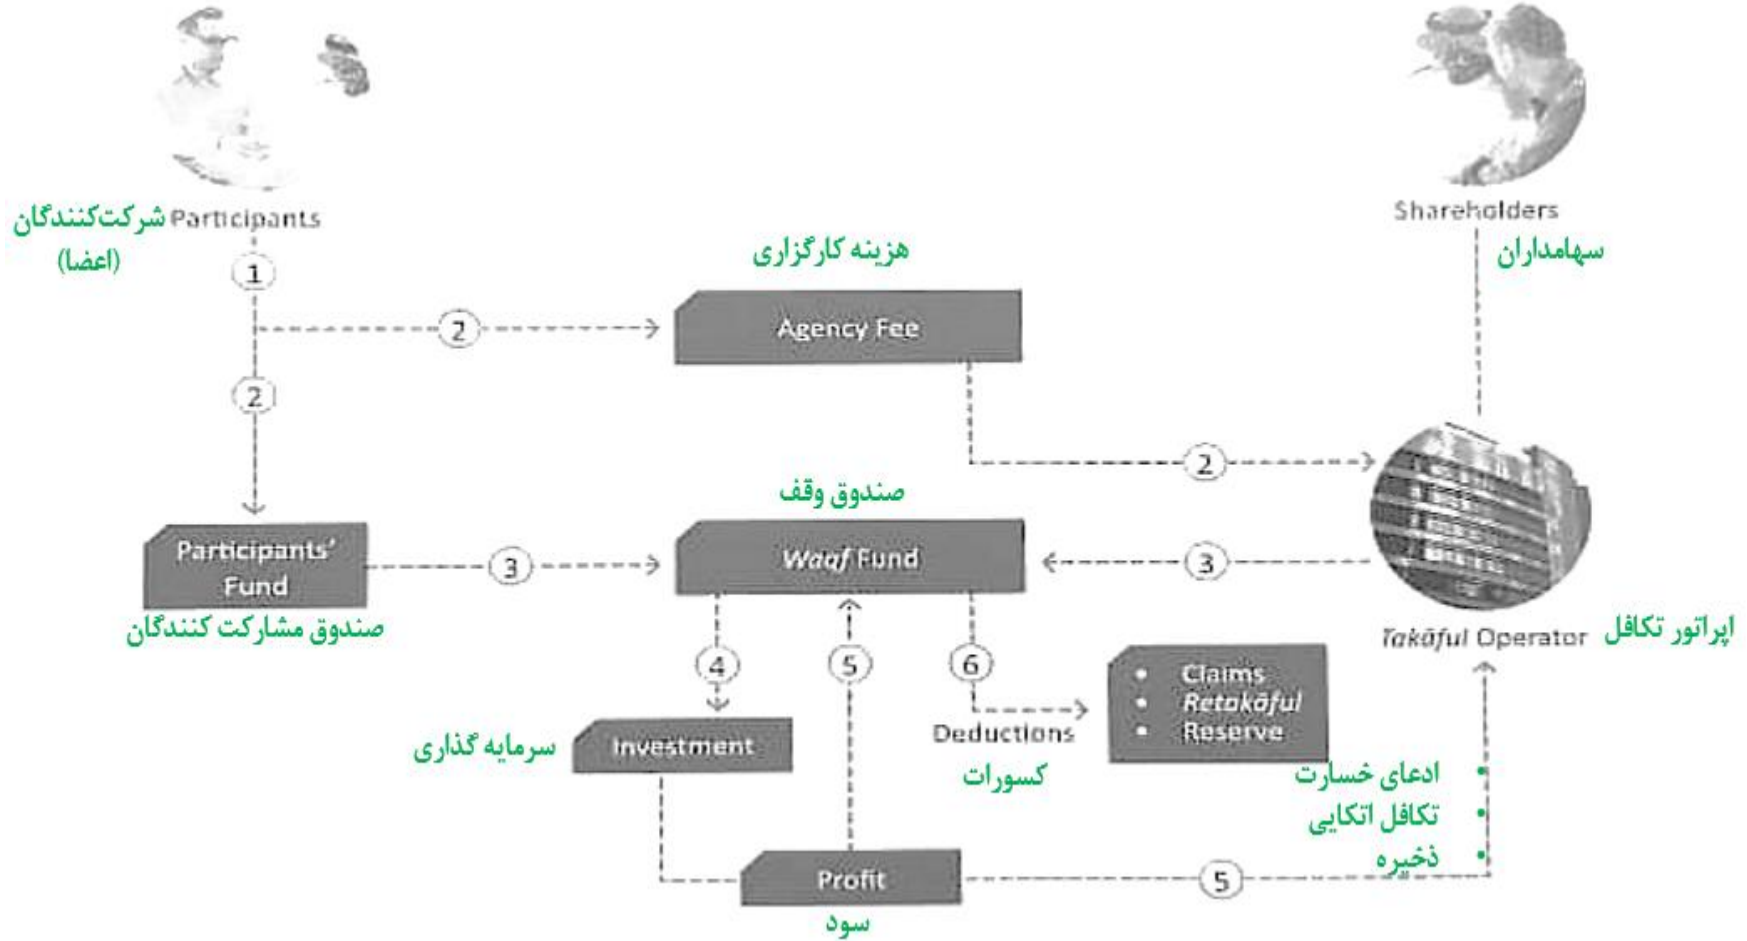 Participants
شرکت‌کنندگان
(اعضا)
Shareholders
سهامداران
1
هزینه کارگزاری
Agency Fee
2
2
2
صندوق وقف
Waqf Fund
Participants'
Fund
صندوق مشارکت کنندگان
3
3
Takāful Operator
اپراتور تکافل
4
5
6
Deductions
کسورات
• Claims
• Retakāful
• Reserve
• ادعای خسارت
• تکافل اتکایی
• ذخیره
Investment
سرمایه گذاری
Profit
سود
5